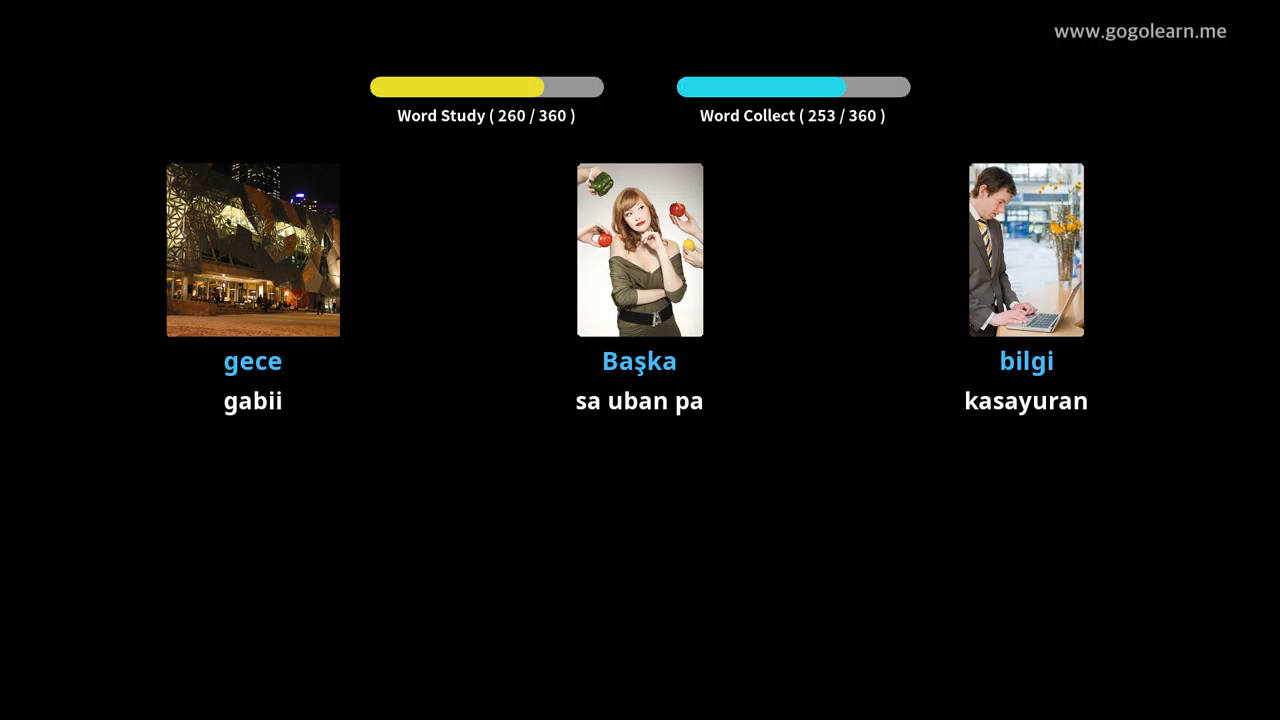 www.gogolearn.me
Word Study ( 260 / 360 )
Word Collect ( 253 / 360 )
gece
Başka
bilgi
gabii
sa uban pa
kasayuran